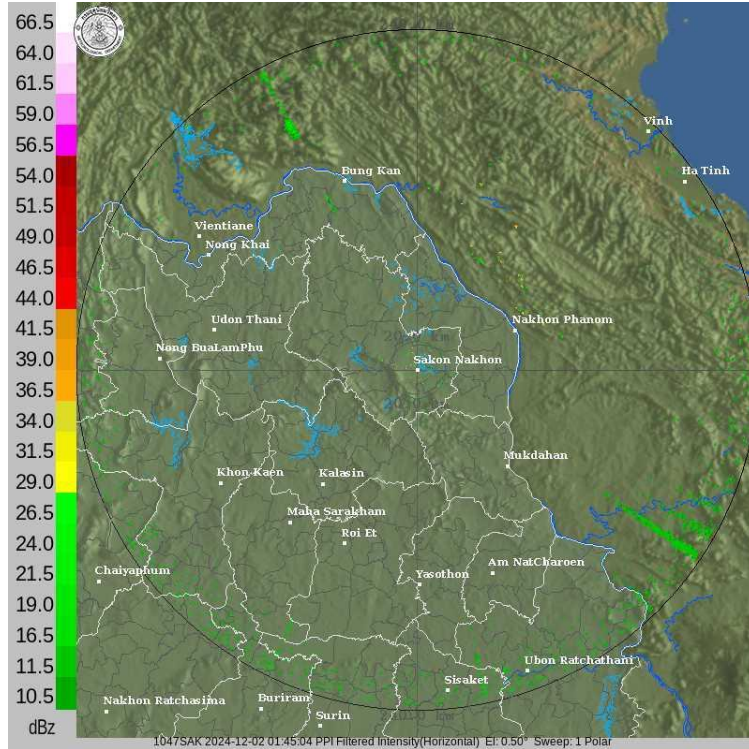 66.5
64.0
61.5
59.0
56.5
54.0
51.5
49.0
46.5
44.0
41.5
39.0
36.5
34.0
31.5
29.0
26.5
24.0
21.5
19.0
16.5
11.5
10.5
dBz
Vinh
Ha Tinh
Bung Kan
Vientiane
Nong Khai
Udon Thani
Nakhon Phanom
Nong BuaLamPhu
Sakon Nakhon
Mukdahan
Khon Kaen
Kalasin
Maha Sarakham
Roi Et
Chaiyaphum
Am NatCharoen
Yasothon
Ubon Ratchathani
Sisaket
Nakhon Ratchasima
Buriram
Surin
1047SAK 2024-12-02 01:45:04 PPI Filtered Intensity(Horizontal) El: 0.50° Sweep: 1 Polar